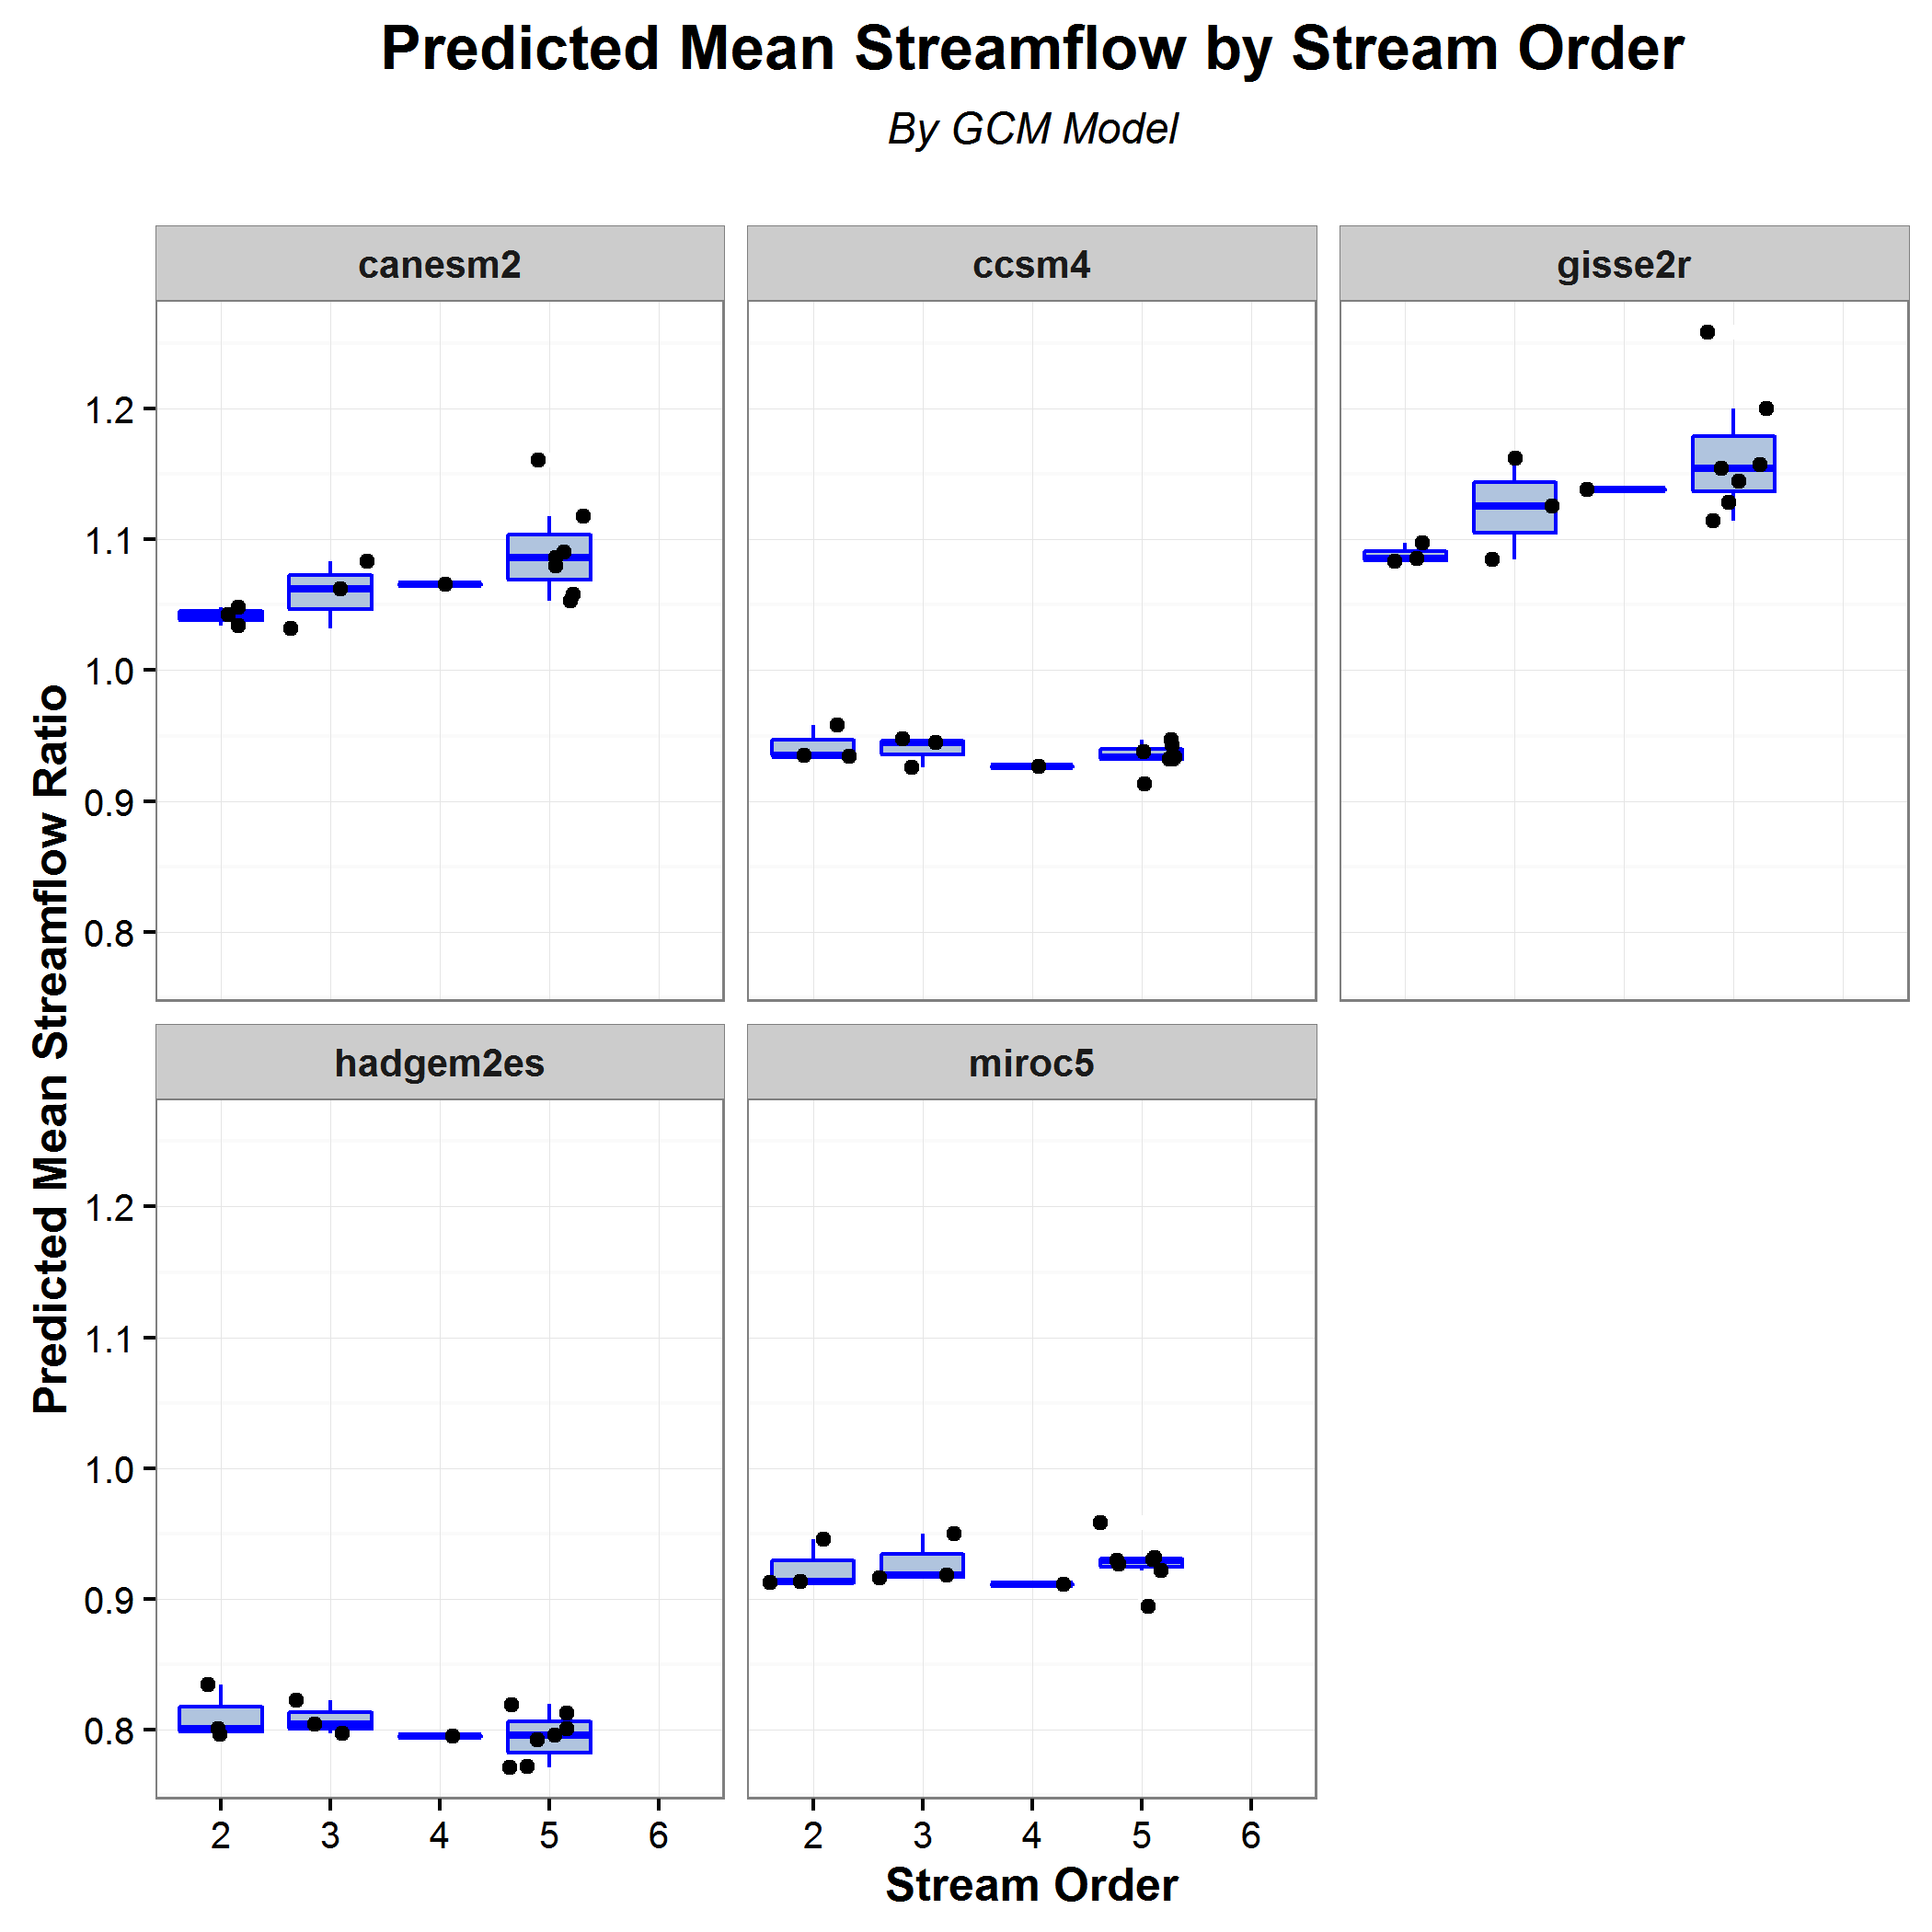 Predicted Mean Streamflow by Stream Order
By GCM Model
canesm2
ccsm4
gisse2r
1.2
1.1
1.0
0.9
0.8
Predicted Mean Streamflow Ratio
hadgem2es
miroc5
1.2
1.1
1.0
0.9
0.8
2 3 4 5 6
2 3 4 5 6
Stream Order